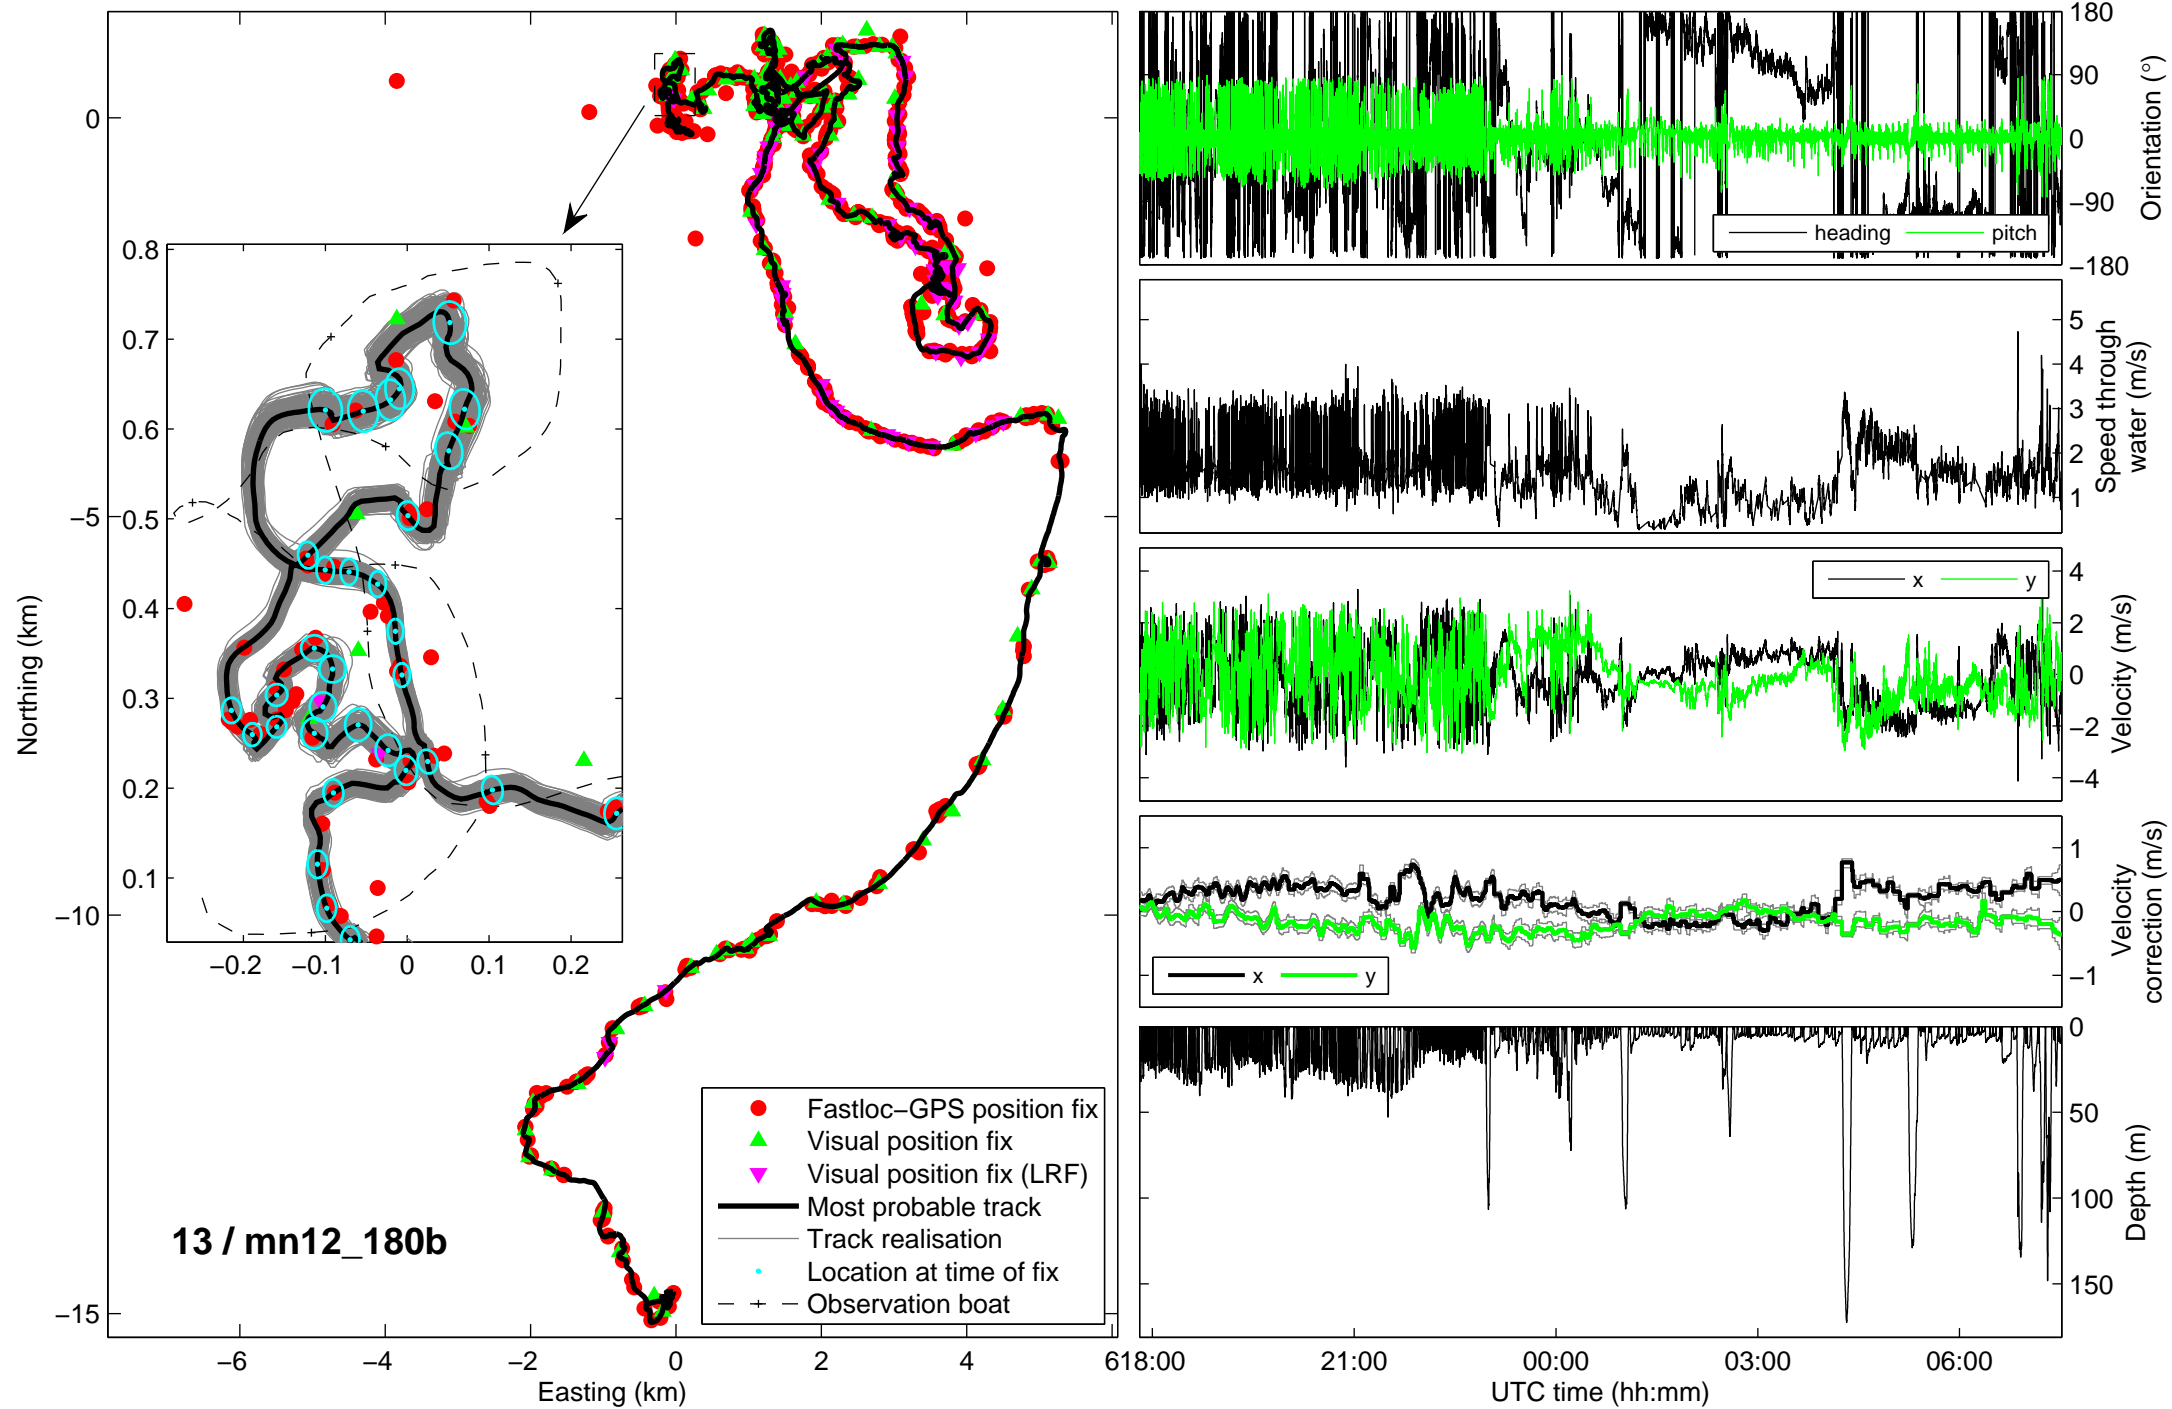 0
−5
−10
−15
Northing (km)
−6
−4
−2
0
2
4
6
Easting (km)
0.8
0.7
0.6
0.5
0.4
0.3
0.2
0.1
−0.2
−0.1
0
0.1
0.2
Fastloc−GPS position fix
Visual position fix
Visual position fix (LRF)
Most probable track
Track realisation
Location at time of fix
Observation boat
13 / mn12_180b
180
90
0
−90
−180
Orientation (°)
heading
pitch
5
4
3
2
1
Speed through
water (m/s)
4
2
0
−2
−4
Velocity (m/s)
x
y
1
0
−1
Velocity
correction (m/s)
x
y
0
50
100
150
Depth (m)
18:00
21:00
00:00
03:00
06:00
UTC time (hh:mm)